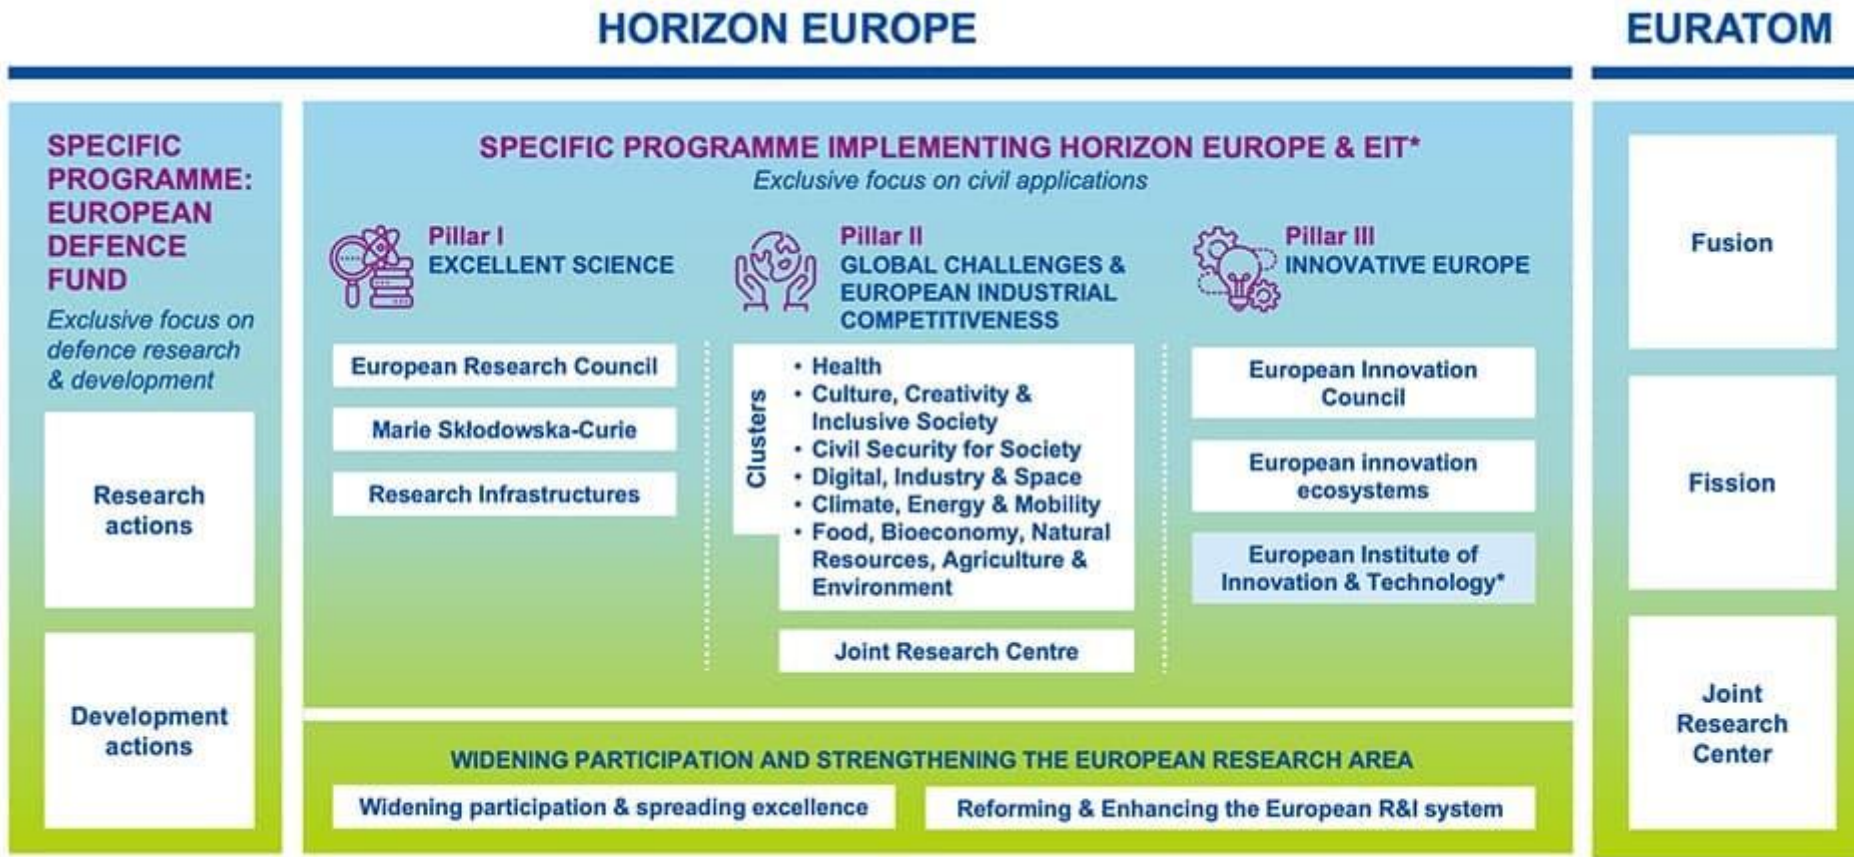 HORIZON EUROPE
EURATOM
SPECIFIC
PROGRAMME:
EUROPEAN
DEFENCE
FUND
Exclusive focus on
defence research
& development
Research
actions
Development
actions
SPECIFIC PROGRAMME IMPLEMENTING HORIZON EUROPE & EIT*
Exclusive focus on civil applications
Pillar I
EXCELLENT SCIENCE
European Research Council
Marie Skłodowska-Curie
Research Infrastructures
Pillar II
GLOBAL CHALLENGES &
EUROPEAN INDUSTRIAL
COMPETITIVENESS
Clusters
• Health
• Culture, Creativity &
Inclusive Society
• Civil Security for Society
• Digital, Industry & Space
• Climate, Energy & Mobility
• Food, Bioeconomy, Natural
Resources, Agriculture &
Environment
Joint Research Centre
Pillar III
INNOVATIVE EUROPE
European Innovation
Council
European innovation
ecosystems
European Institute of
Innovation & Technology*
WIDENING PARTICIPATION AND STRENGTHENING THE EUROPEAN RESEARCH AREA
Widening participation & spreading excellence
Reforming & Enhancing the European R&I system
Fusion
Fission
Joint
Research
Center